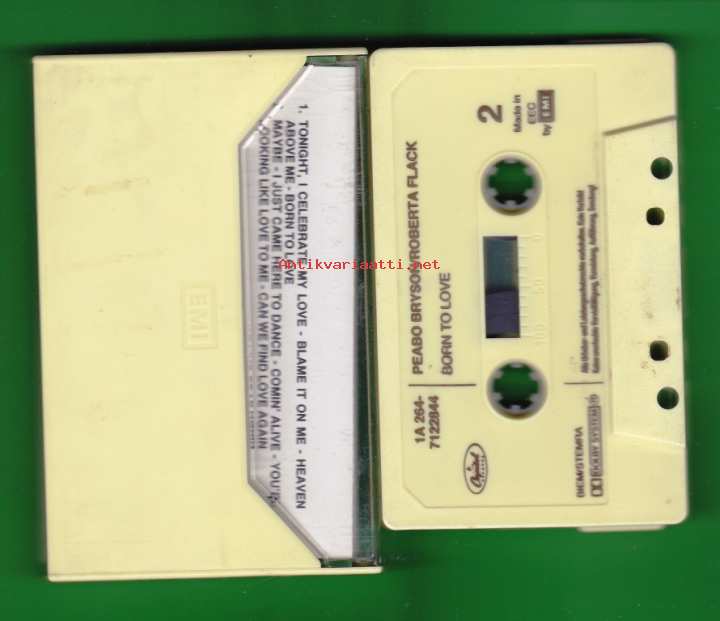 1. TONIGHT, I CELEBRATE MY LOVE - BLAME IT ON ME - HEAVEN
ABOVE ME - BORN TO LOVE
MAYBE - I JUST CAME HERE TO DANCE - COMIN' ALIVE - YOU'RE
LOOKING LIKE LOVE TO ME - CAN WE FIND LOVE AGAIN
EMI
Antikvariaatti.net
2
Made in
EEC
by EMI
PEABO BRYSON/ROBERTA FLACK
BORN TO LOVE
100 50 0
1A 264-
7122844
Capitol
BIEM/STEMRA
DOLBY SYSTEM